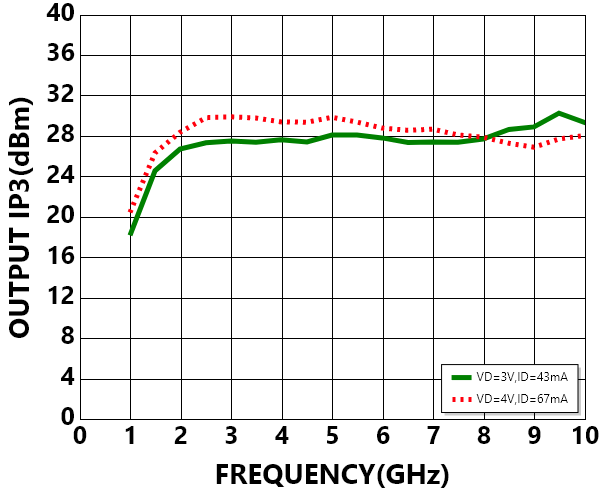 40
36
32
28
24
20
16
12
8
4
0
OUTPUT IP3(dBm)
VD=3V,ID=43mA
VD=4V,ID=67mA
0 1 2 3 4 5 6 7 8 9 10
FREQUENCY(GHz)